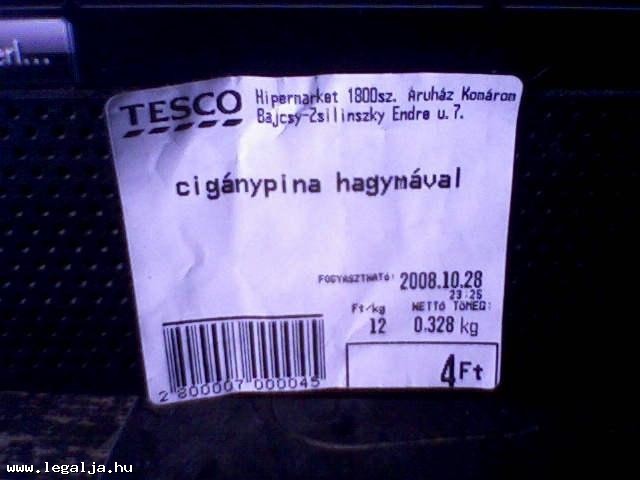 erl...
TESCO
Hipermarket 1800sz. Áruház Komárom
Bajcsy-Zsilinszky Endre u. 7.
cigánypina hagymával
FOGYASZTHATÓ: 2008.10.28
23:25
Ft/kg NETTÓ TÖMEG:
12 0.328 kg
4Ft
2 800007 000045
www.legalja.hu